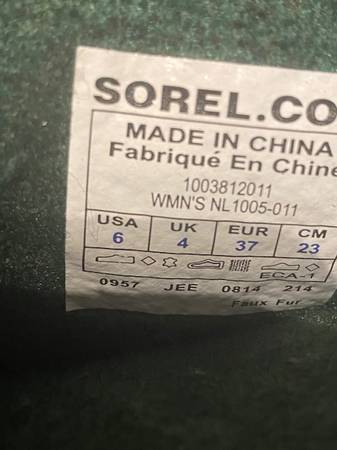 SOREL.CO
MADE IN CHINA
Fabriqué En Chine
1003812011
WMN'S NL1005-011
USA UK EUR CM
6 4 37 23
ECA-1
0957 JEE 0814 214
Faux Fur